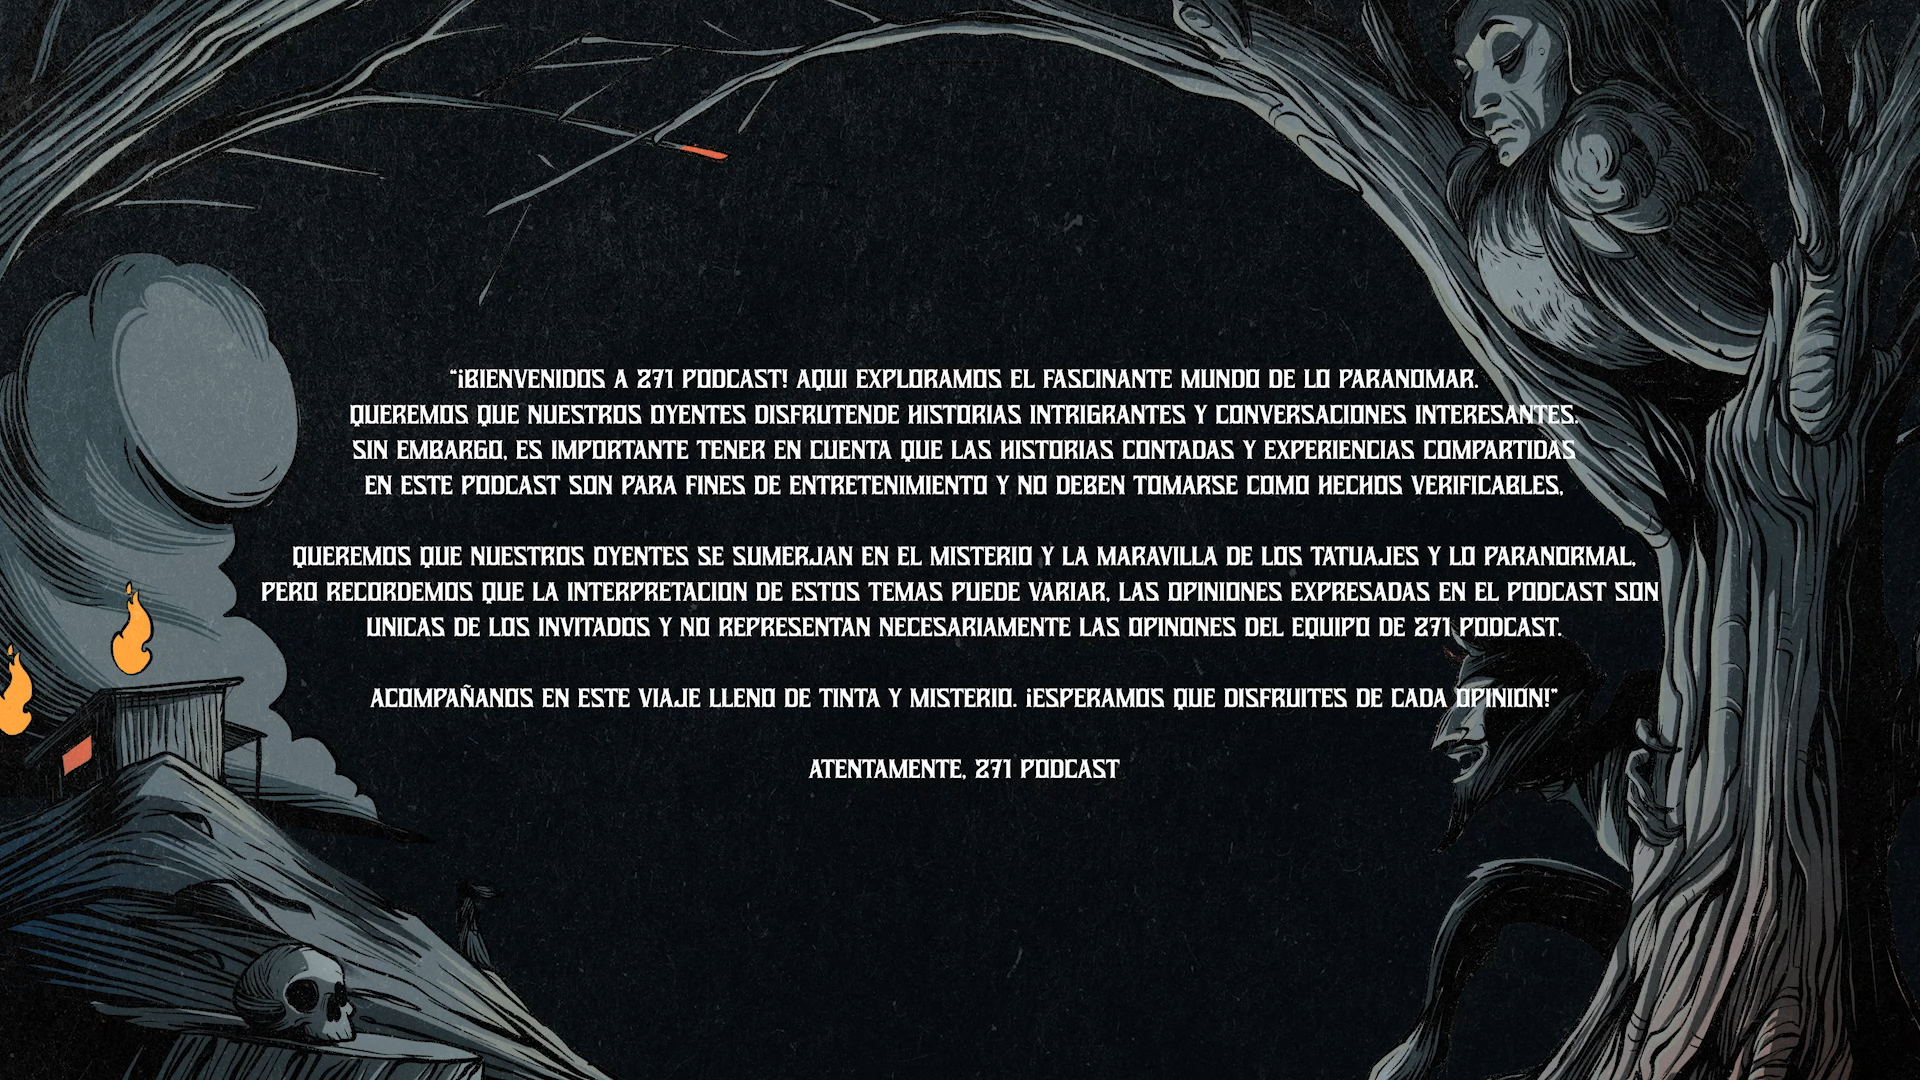 "¡BIENVENIDOS A 271 PODCAST! AQUI EXPLORAMOS EL FASCINANTE MUNDO DE LO PARANOMAR.
QUEREMOS QUE NUESTROS OYENTES DISFRUTENDE HISTORIAS INTRIGRANTES Y CONVERSACIONES INTERESANTES.
SIN EMBARGO, ES IMPORTANTE TENER EN CUENTA QUE LAS HISTORIAS CONTADAS Y EXPERIENCIAS COMPARTIDAS
EN ESTE PODCAST SON PARA FINES DE ENTRETENIMIENTO Y NO DEBEN TOMARSE COMO HECHOS VERIFICABLES,
QUEREMOS QUE NUESTROS OYENTES SE SUMERJAN EN EL MISTERIO Y LA MARAVILLA DE LOS TATUAJES Y LO PARANORMAL,
PERO RECORDEMOS QUE LA INTERPRETACION DE ESTOS TEMAS PUEDE VARIAR, LAS OPINIONES EXPRESADAS EN EL PODCAST SON
UNICAS DE LOS INVITADOS Y NO REPRESENTAN NECESARIAMENTE LAS OPINONES DEL EQUIPO DE 271 PODCAST.
ACOMPAÑANOS EN ESTE VIAJE LLENO DE TINTA Y MISTERIO. ¡ESPERAMOS QUE DISFRUITES DE CADA OPINION!"
ATENTAMENTE, 271 PODCAST